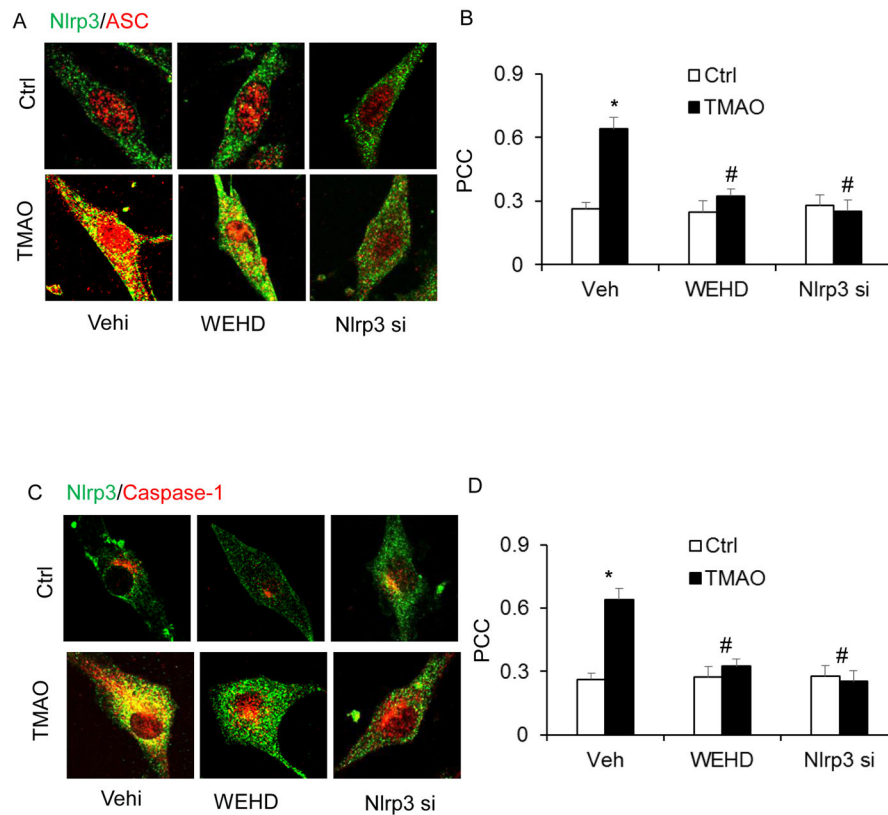 A Nlrp3/ASC
Ctrl
TMAO
Vehi WEHD Nlrp3 si
B
Ctrl
TMAO
PCC
0.9
0.6
0.3
0
*
#
#
Veh WEHD Nlrp3 si
C Nlrp3/Caspase-1
Ctrl
TMAO
Vehi WEHD Nlrp3 si
D
Ctrl
TMAO
PCC
0.9
0.6
0.3
0
*
#
#
Veh WEHD Nlrp3 si